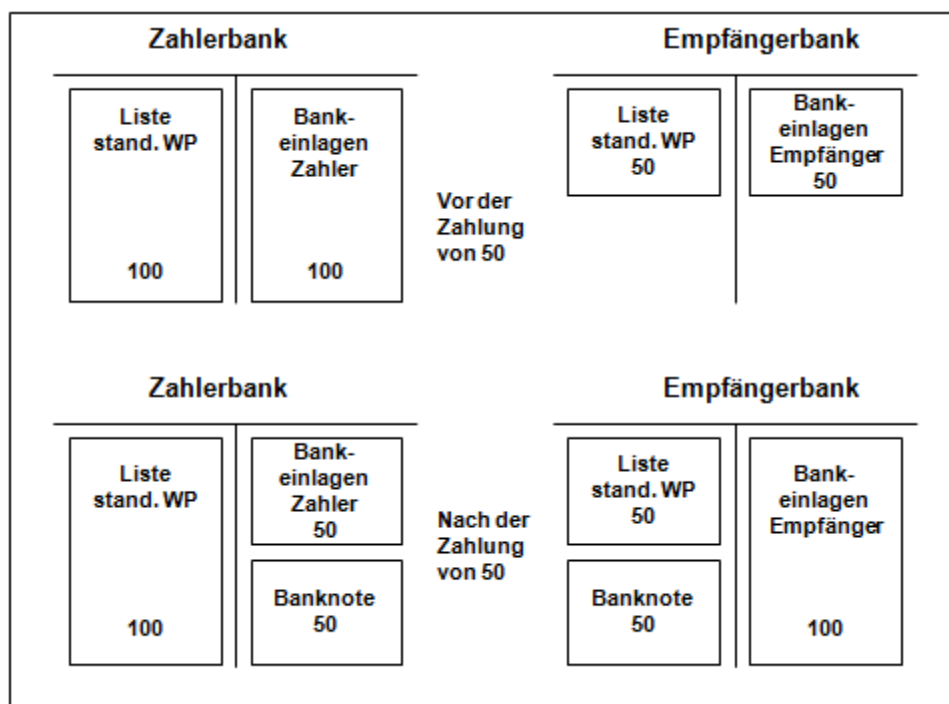 Zahlerbank
Empfängerbank
Liste
stand. WP
100
Bank-
einlagen
Zahler
100
Vor der
Zahlung
von 50
Liste
stand. WP
50
Bank-
einlagen
Empfänger
50
Zahlerbank
Empfängerbank
Liste
stand. WP
100
Bank-
einlagen
Zahler
50
Banknote
50
Nach der
Zahlung
von 50
Liste
stand. WP
50
Banknote
50
Bank-
einlagen
Empfänger
100